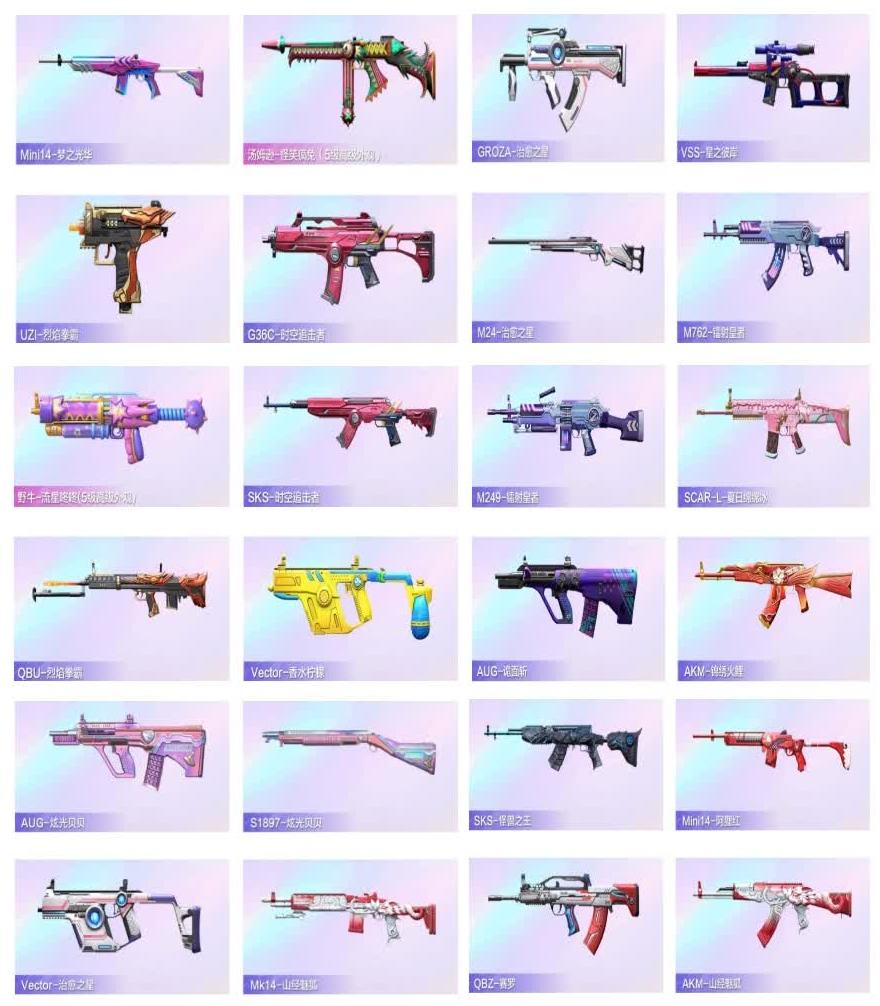 Mini14-梦之光华
汤姆逊-怪笑疯兔(5级高级外观)
GROZA-治愈之星
VSS-星之彼岸
UZI-烈焰拳霸
G36C-时空追击者
M24-治愈之星
M762-镭射皇者
野牛-流星咚咚(5级高级外观)
SKS-时空追击者
M249-镭射皇者
SCAR-L-夏日绵绵冰
QBU-烈焰拳霸
Vector-香水柠檬
AUG-诡面斩
AKM-锦绣火鲤
AUG-炫光贝贝
S1897-炫光贝贝
SKS-怪兽之王
Mini14-阿狸红
Vector-治愈之星
Mk14-山经魅狐
QBZ-赛罗
AKM-山经魅狐